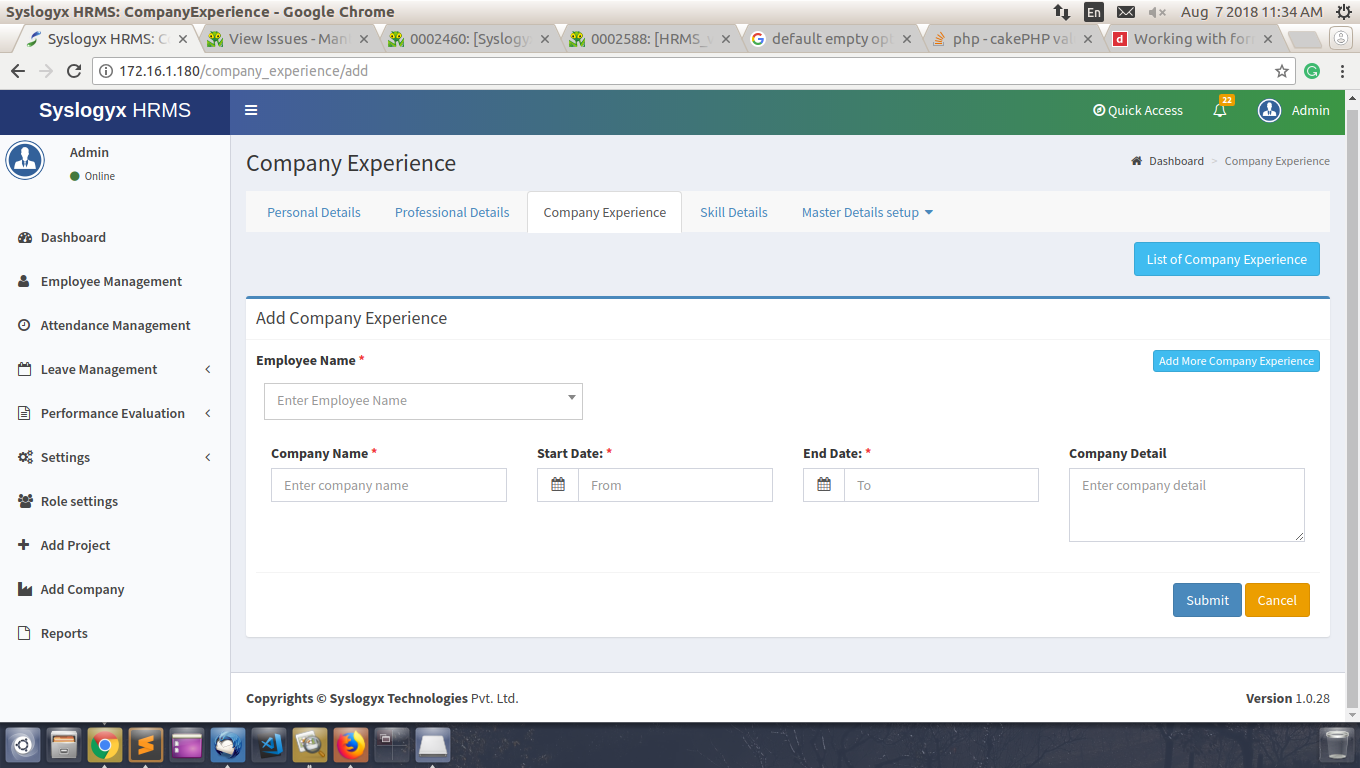 Syslogyx HRMS: CompanyExperience - Google Chrome
En
Aug 7 2018 11:34 AM
Syslogyx HRMS: C
View Issues - Man
0002460: [Syslogy
0002588: [HRMS_
default empty opt
php - cakePHP val
d Working with for
172.16.1.180/company_experience/add
Syslogyx HRMS
Quick Access
22
Admin
Admin
Online
Company Experience
Dashboard > Company Experience
Personal Details
Professional Details
Company Experience
Skill Details
Master Details setup
List of Company Experience
Dashboard
Employee Management
Attendance Management
Leave Management
Performance Evaluation
Settings
Role settings
Add Project
Add Company
Reports
Add Company Experience
Employee Name *
Add More Company Experience
Enter Employee Name
Company Name *
Start Date: *
End Date: *
Company Detail
Enter company name
From
To
Enter company detail
Submit
Cancel
Copyrights © Syslogyx Technologies Pvt. Ltd.
Version 1.0.28